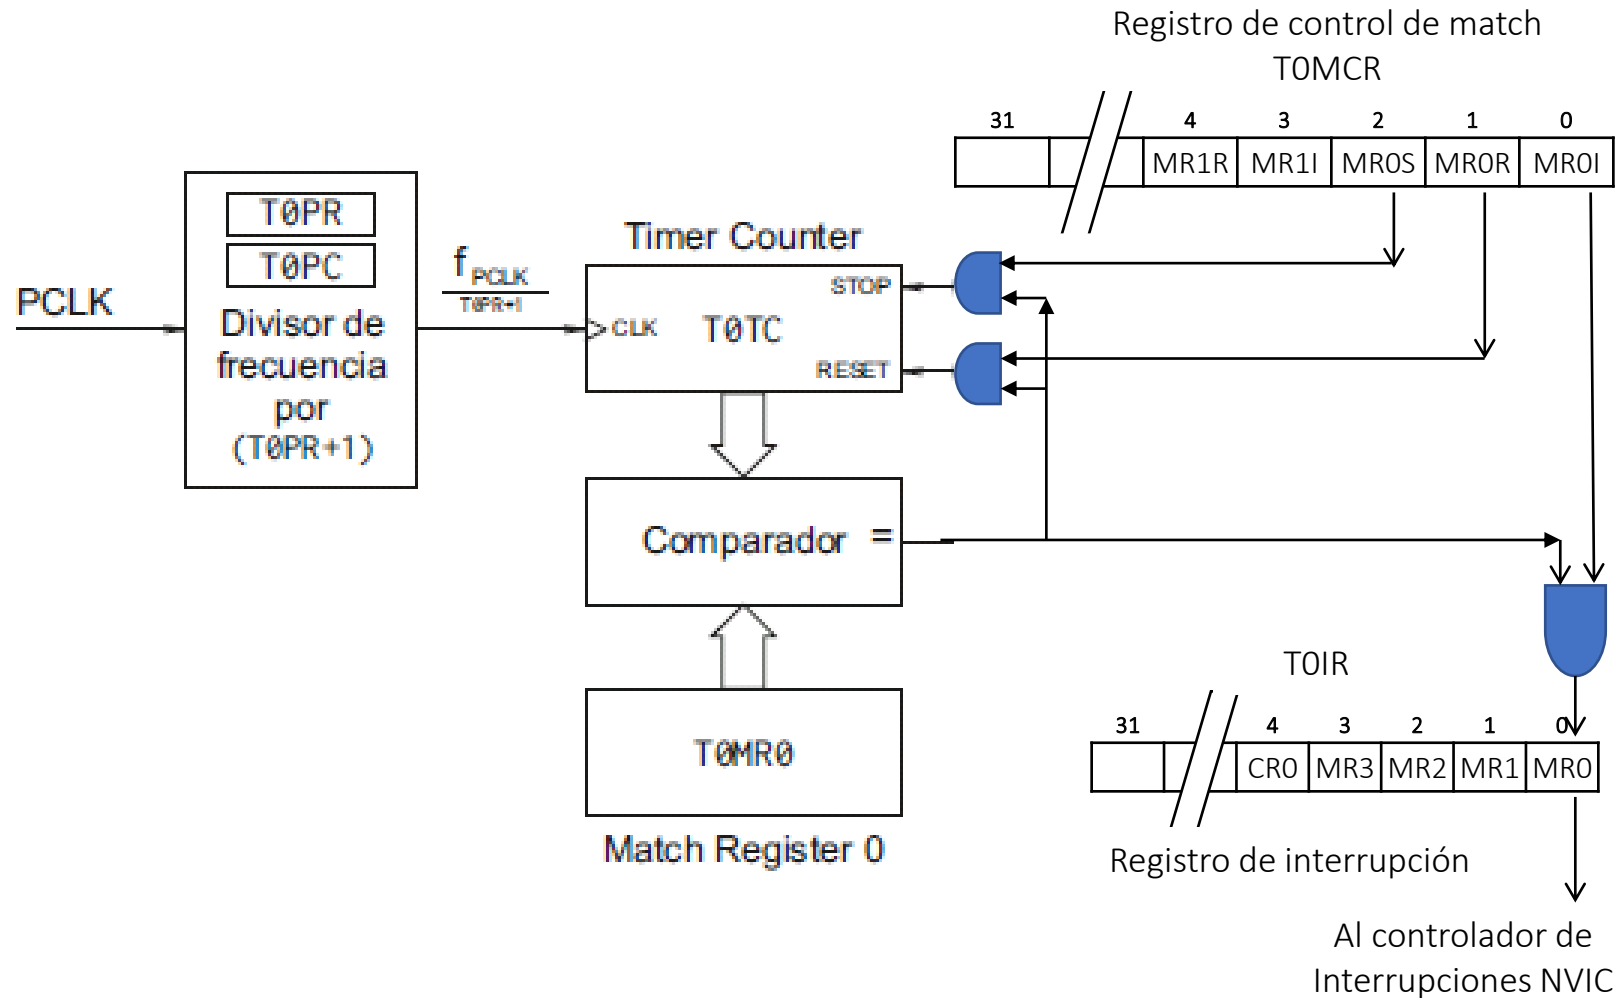 Registro de control de match
T0MCR
31 4 3 2 1 0
MR1R MR1I MR0S MR0R MR0I
T0PR
T0PC
Divisor de
frecuencia
por
(T0PR+1)
PCLK
f PCLK
T0PR+1
Timer Counter
STOP
CLK T0TC
RESET
Comparador =
T0MR0
Match Register 0
T0IR
31 4 3 2 1 0
CR0 MR3 MR2 MR1 MR0
Registro de interrupción
Al controlador de
Interrupciones NVIC